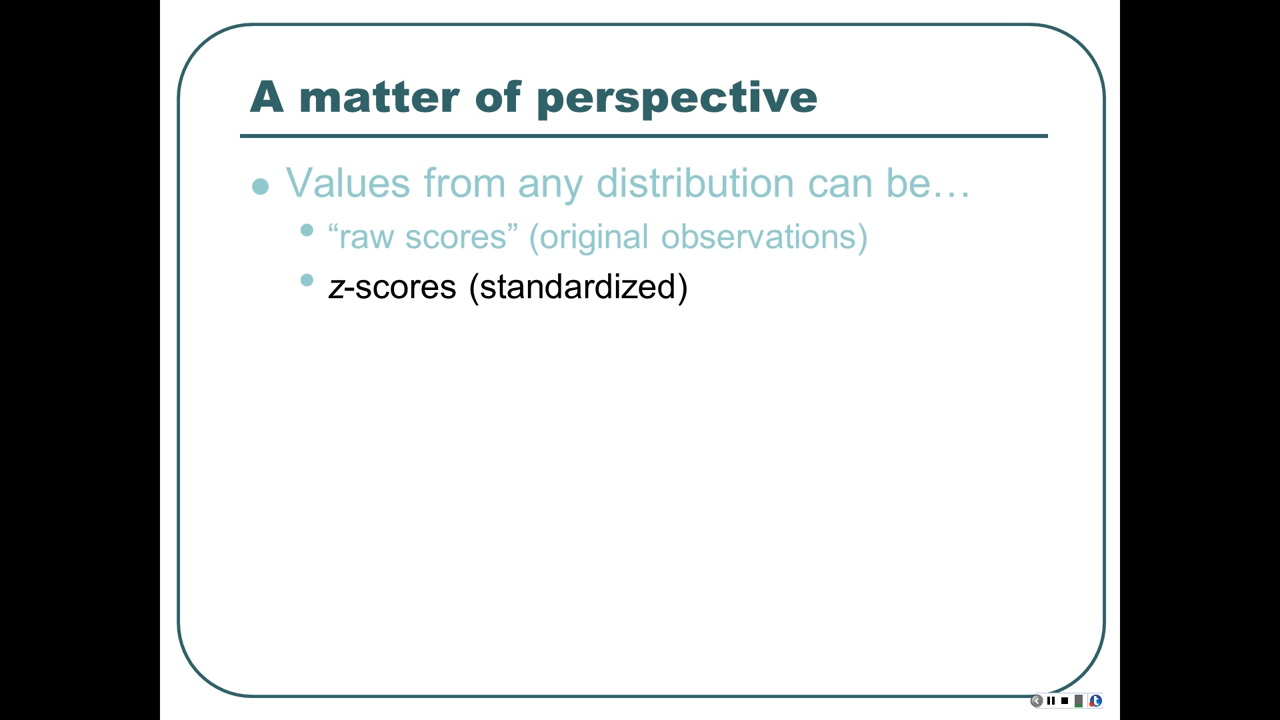 A matter of perspective
Values from any distribution can be…
“raw scores” (original observations)
z-scores (standardized)